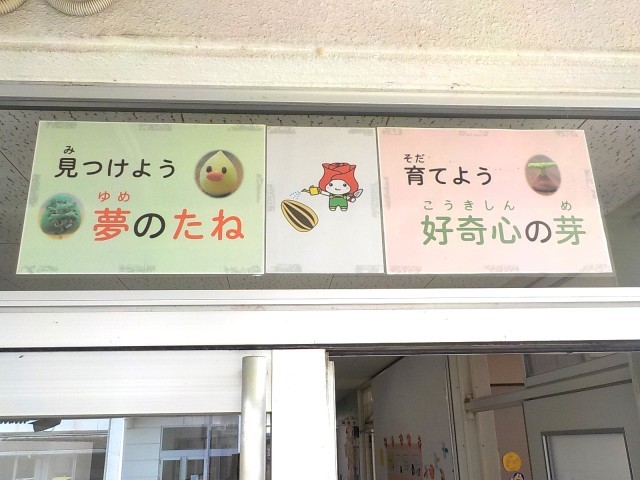 見つけよう
夢のたね
育てよう
好奇心の芽
み
ゆめ
そだ
こうきしん
め